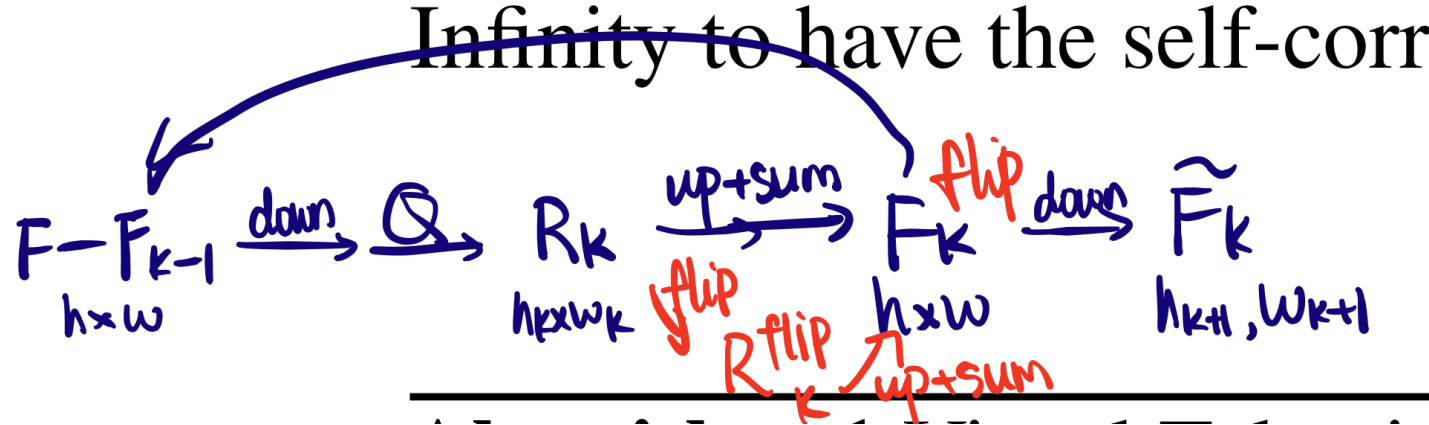 Infinity to have the self-corr
up+sum flip
F-F_{k-1} down Q R_k F_k down \tilde{F}_k
h×w h_k×w_k flip h×w h_{k+1}, w_{k+1}
R_k^{flip} up+sum